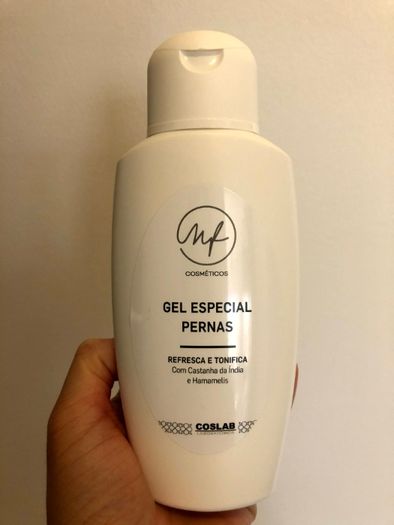 Mf
COSMÉTICOS
GEL ESPECIAL
PERNAS
REFRESCA E TONIFICA
Com Castanha da Índia
e Hamamelis
COSLAB